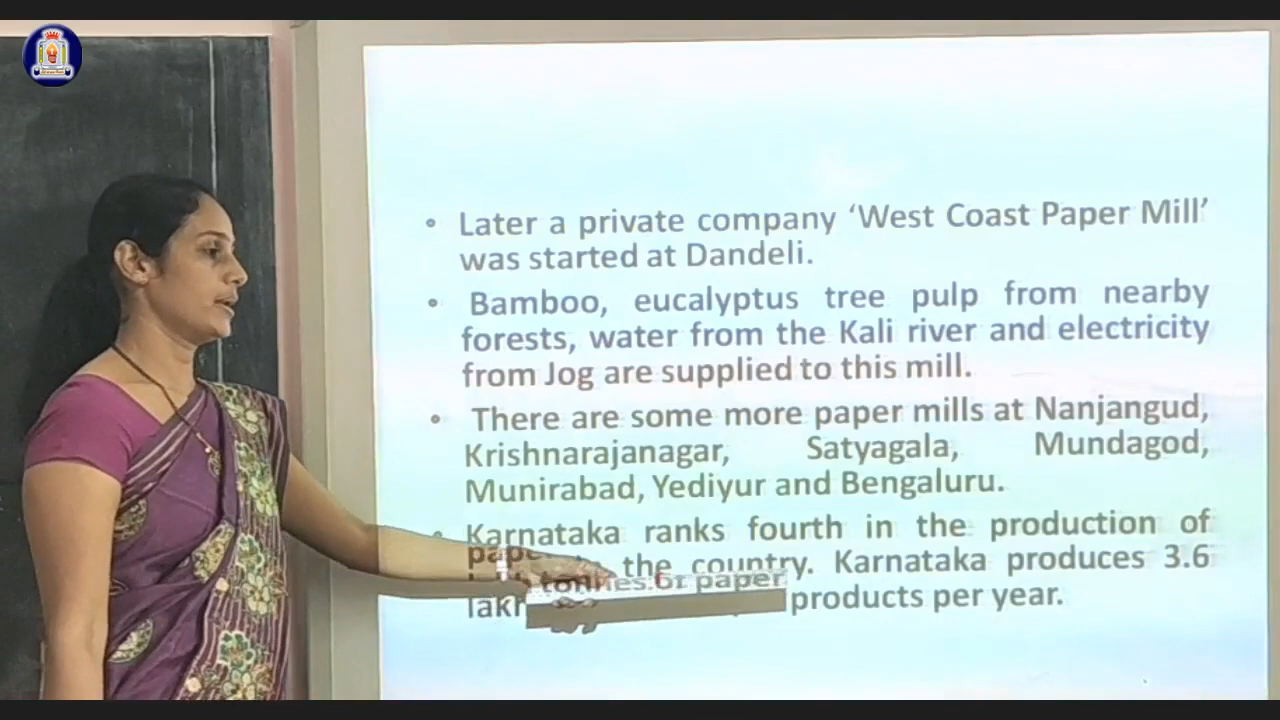 • Later a private company ‘West Coast Paper Mill’
was started at Dandeli.
• Bamboo, eucalyptus tree pulp from nearby
forests, water from the Kali river and electricity
from Jog are supplied to this mill.
• There are some more paper mills at Nanjangud,
Krishnarajanagar, Satyagala, Mundagod,
Munirabad, Yediyur and Bengaluru.
• Karnataka ranks fourth in the production of
the country. Karnataka produces 3.6
tonnes of paper products per year.